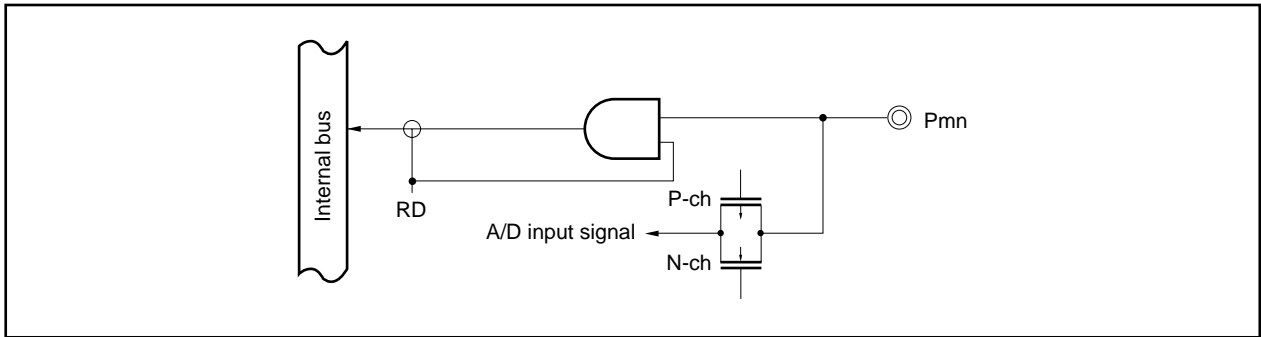 Internal bus
RD
Pmn
P-ch
A/D input signal
N-ch